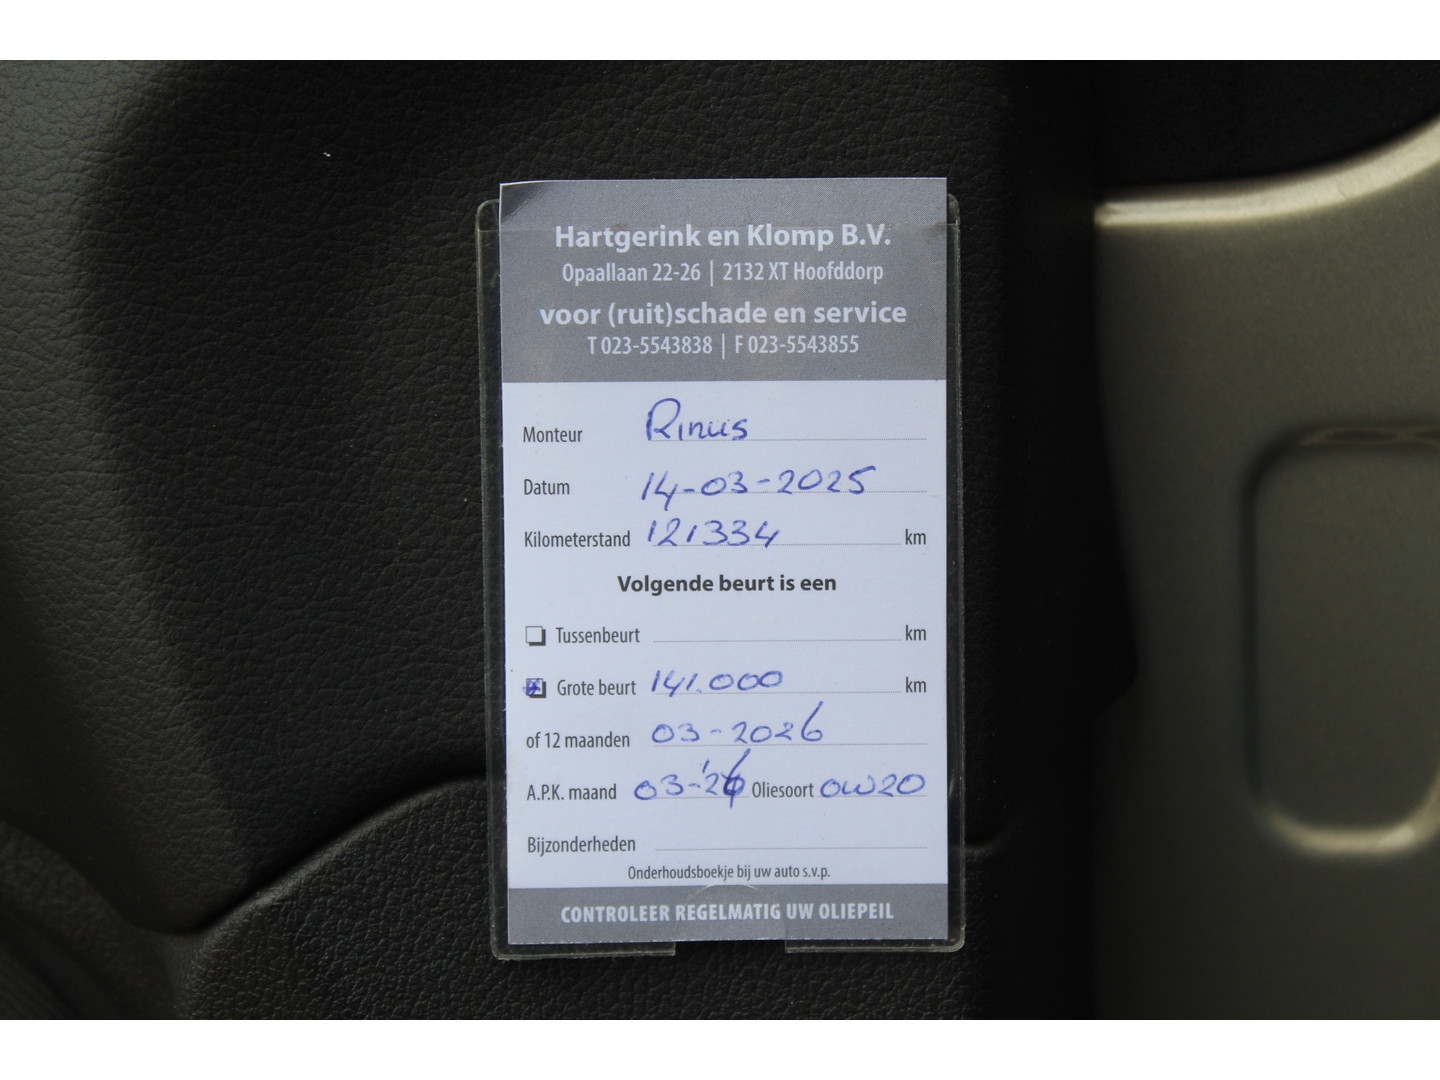 Hartgerink en Klomp B.V.
Opaallaan 22-26 | 2132 XT Hoofddorp
voor (ruit)schade en service
T 023-5543838 | F 023-5543855
Monteur Rinus
Datum 14-03-2025
Kilometerstand 121334 km
Volgende beurt is een
Tussenbeurt km
Grote beurt 141.000 km
of 12 maanden 03-2026
A.P.K. maand 03-'26 Oliesoort 0W20
Bijzonderheden
Onderhoudsboekje bij uw auto s.v.p.
CONTROLEER REGELMATIG UW OLIEPEIL